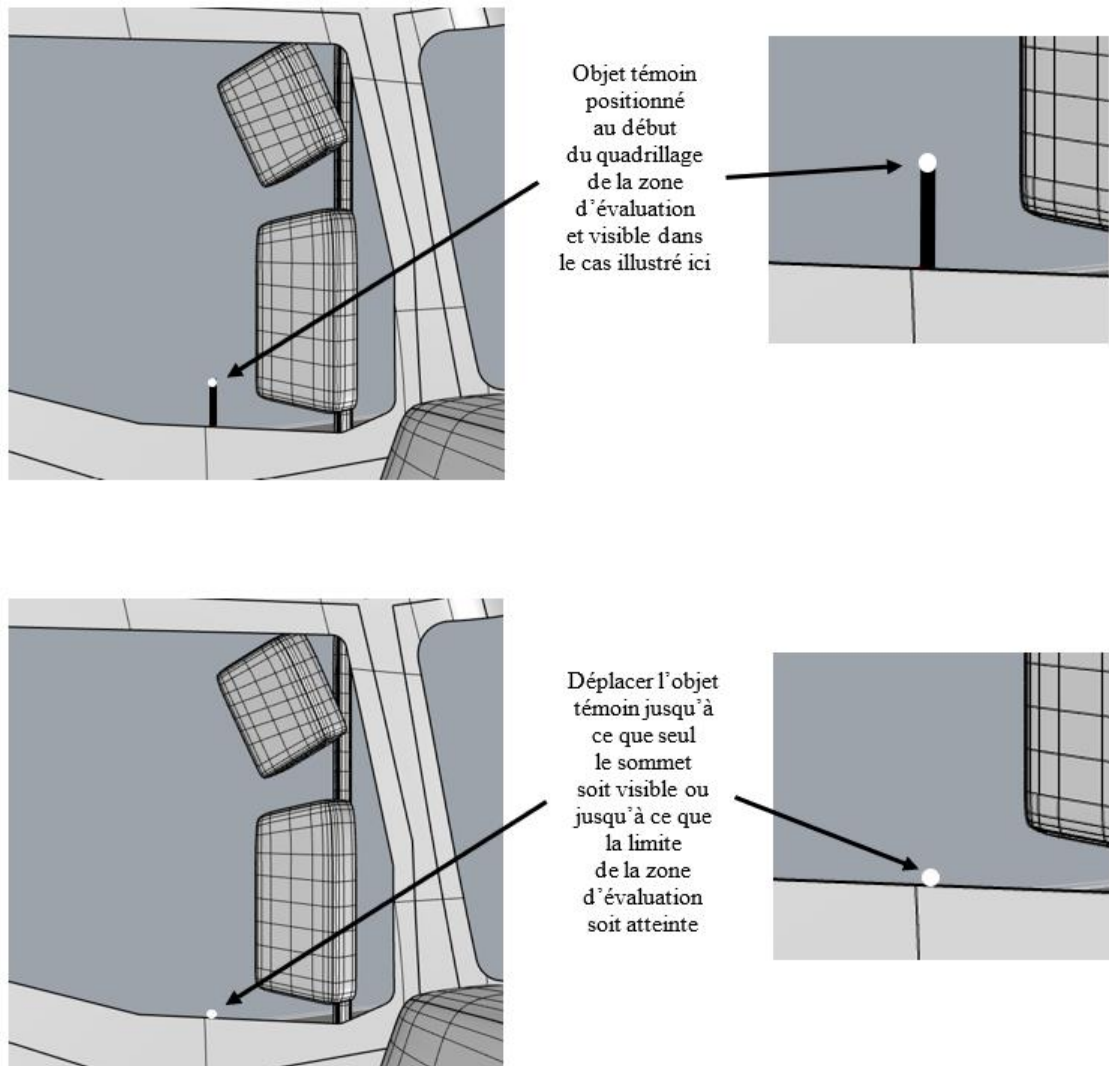 Objet témoin
positionné
au début
du quadrillage
de la zone
d’évaluation
et visible dans
le cas illustré ici
Déplacer l’objet
témoin jusqu’à
ce que seul
le sommet
soit visible ou
jusqu’à ce que
la limite
de la zone
d’évaluation
soit atteinte